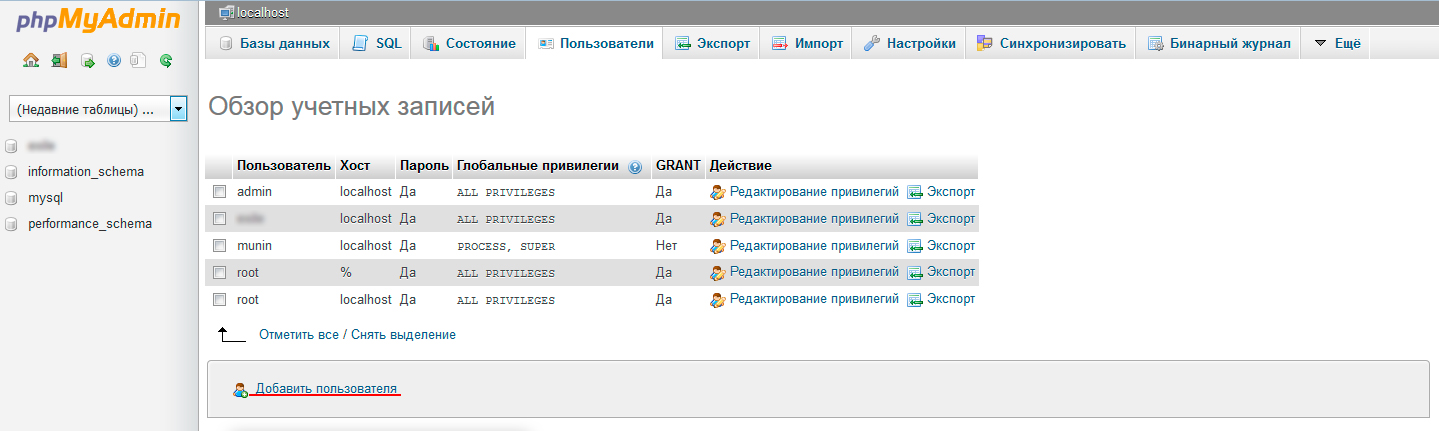 phpMyAdmin
(Недавние таблицы) ...
information_schema
mysql
performance_schema
localhost
Базы данных SQL Состояние Пользователи Экспорт Импорт Настройки Синхронизировать Бинарный журнал Ещё
Обзор учетных записей
Пользователь Хост Пароль Глобальные привилегии GRANT Действие
admin localhost Да ALL PRIVILEGES Да Редактирование привилегий Экспорт
localhost Да ALL PRIVILEGES Да Редактирование привилегий Экспорт
munin localhost Да PROCESS, SUPER Нет Редактирование привилегий Экспорт
root % Да ALL PRIVILEGES Да Редактирование привилегий Экспорт
root localhost Да ALL PRIVILEGES Да Редактирование привилегий Экспорт
Отметить все / Снять выделение
Добавить пользователя